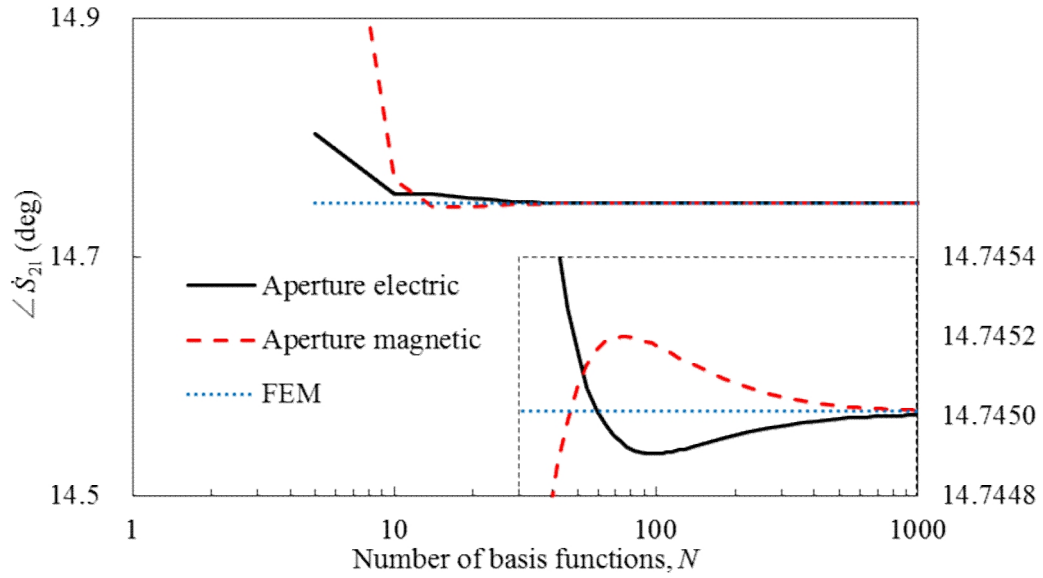 14.9
14.7
14.5
∠Ṡ21 (deg)
Aperture electric
Aperture magnetic
FEM
14.7454
14.7452
14.7450
14.7448
1
10
100
1000
Number of basis functions, N